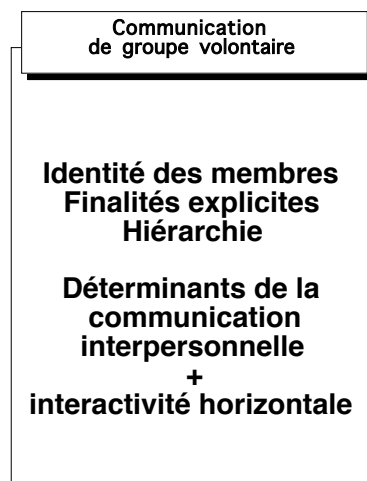 Communication
de groupe volontaire
Identité des membres
Finalités explicites
Hiérarchie
Déterminants de la
communication
interpersonnelle
+
interactivité horizontale